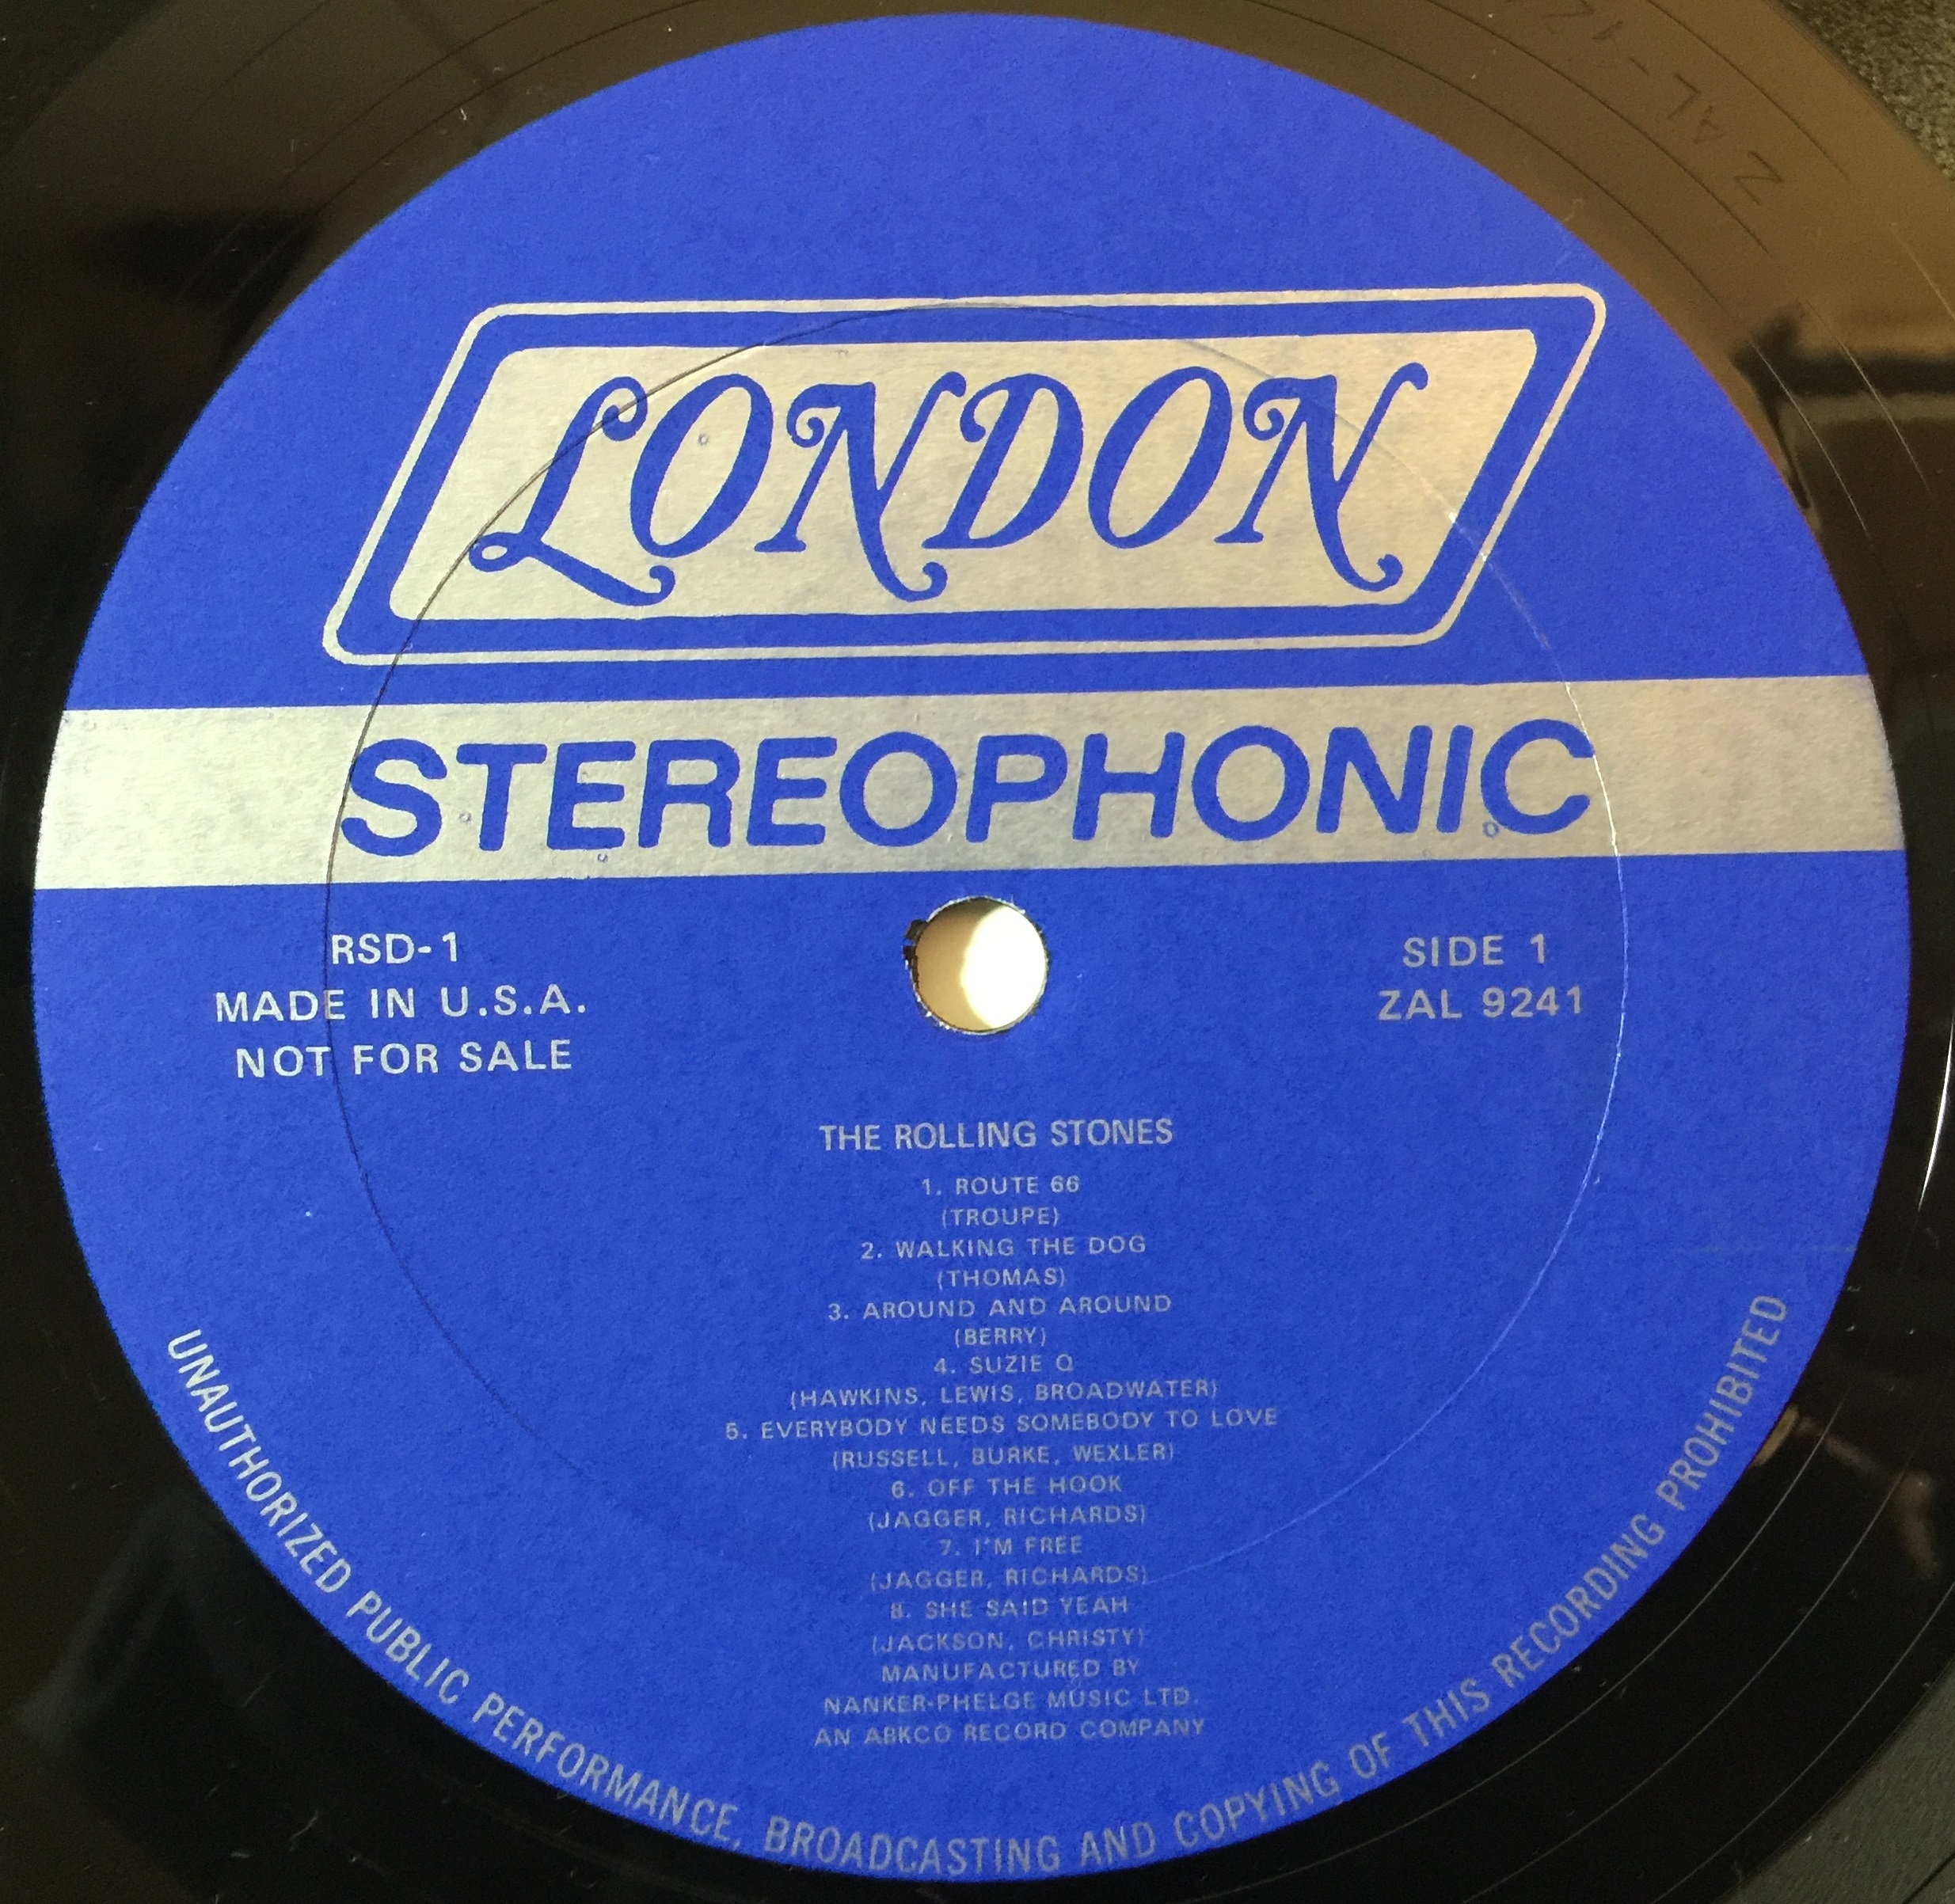 LONDON
STEREOPHONIC
RSD-1
MADE IN U.S.A.
NOT FOR SALE
SIDE 1
ZAL 9241
THE ROLLING STONES
1. ROUTE 66
(TROUPE)
2. WALKING THE DOG
(THOMAS)
3. AROUND AND AROUND
(BERRY)
4. SUZIE Q
(HAWKINS, LEWIS, BROADWATER)
5. EVERYBODY NEEDS SOMEBODY TO LOVE
(RUSSELL, BURKE, WEXLER)
6. OFF THE HOOK
(JAGGER, RICHARDS)
7. I'M FREE
(JAGGER, RICHARDS)
8. SHE SAID YEAH
(JACKSON, CHRISTY)
MANUFACTURED BY
NANKER-PHELGE MUSIC LTD.
AN ABKCO RECORD COMPANY
UNAUTHORIZED PUBLIC PERFORMANCE, BROADCASTING AND COPYING OF THIS RECORDING PROHIBITED